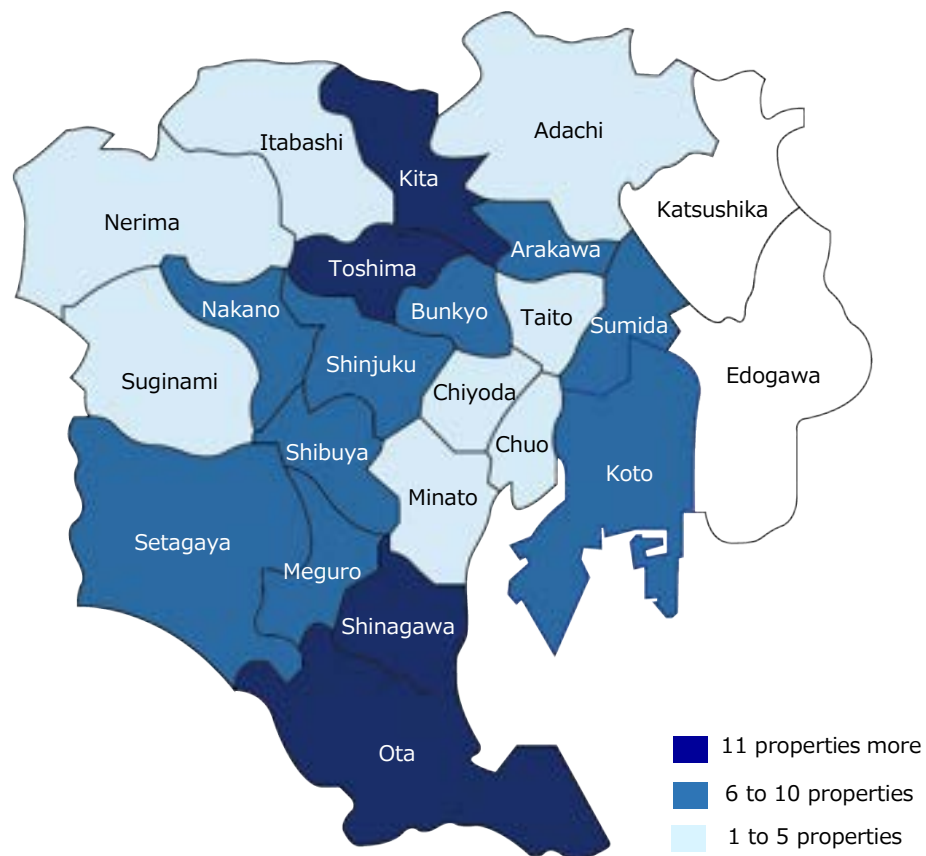 Adachi
Itabashi
Kita
Katsushika
Nerima
Arakawa
Toshima
Nakano
Bunkyo
Taito
Sumida
Shinjuku
Edogawa
Suginami
Chiyoda
Chuo
Shibuya
Koto
Minato
Setagaya
Meguro
Shinagawa
Ota
11 properties more
6 to 10 properties
1 to 5 properties